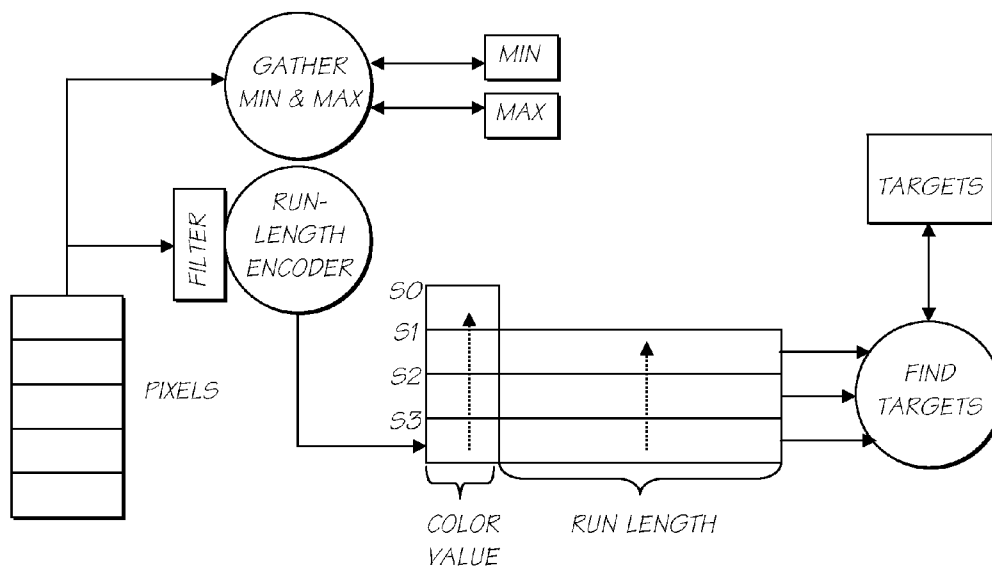 GATHER
MIN & MAX
MIN
MAX
FILTER
RUN-
LENGTH
ENCODER
TARGETS
PIXELS
S0
S1
S2
S3
FIND
TARGETS
COLOR
VALUE
RUN LENGTH